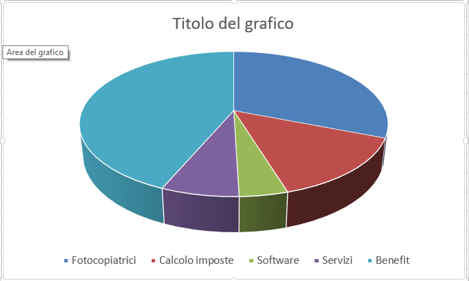 Titolo del grafico
Area del grafico
Fotocopiatrici Calcolo imposte Software Servizi Benefit